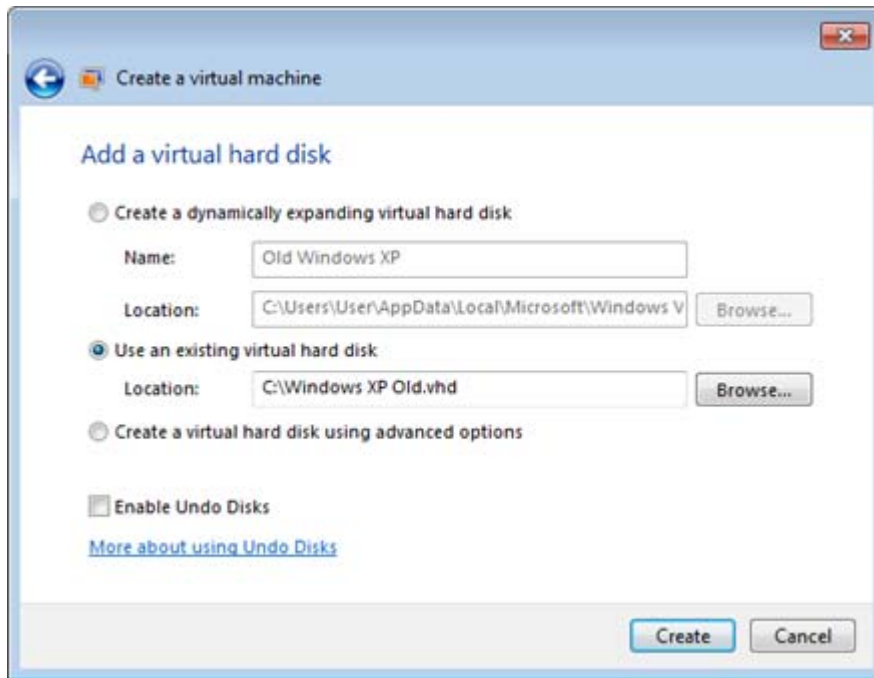 Create a virtual machine
Add a virtual hard disk
Create a dynamically expanding virtual hard disk
Name: Old Windows XP
Location: C:\Users\User\AppData\Local\Microsoft\Windows V Browse...
Use an existing virtual hard disk
Location: C:\Windows XP Old.vhd Browse...
Create a virtual hard disk using advanced options
Enable Undo Disks
More about using Undo Disks
Create Cancel